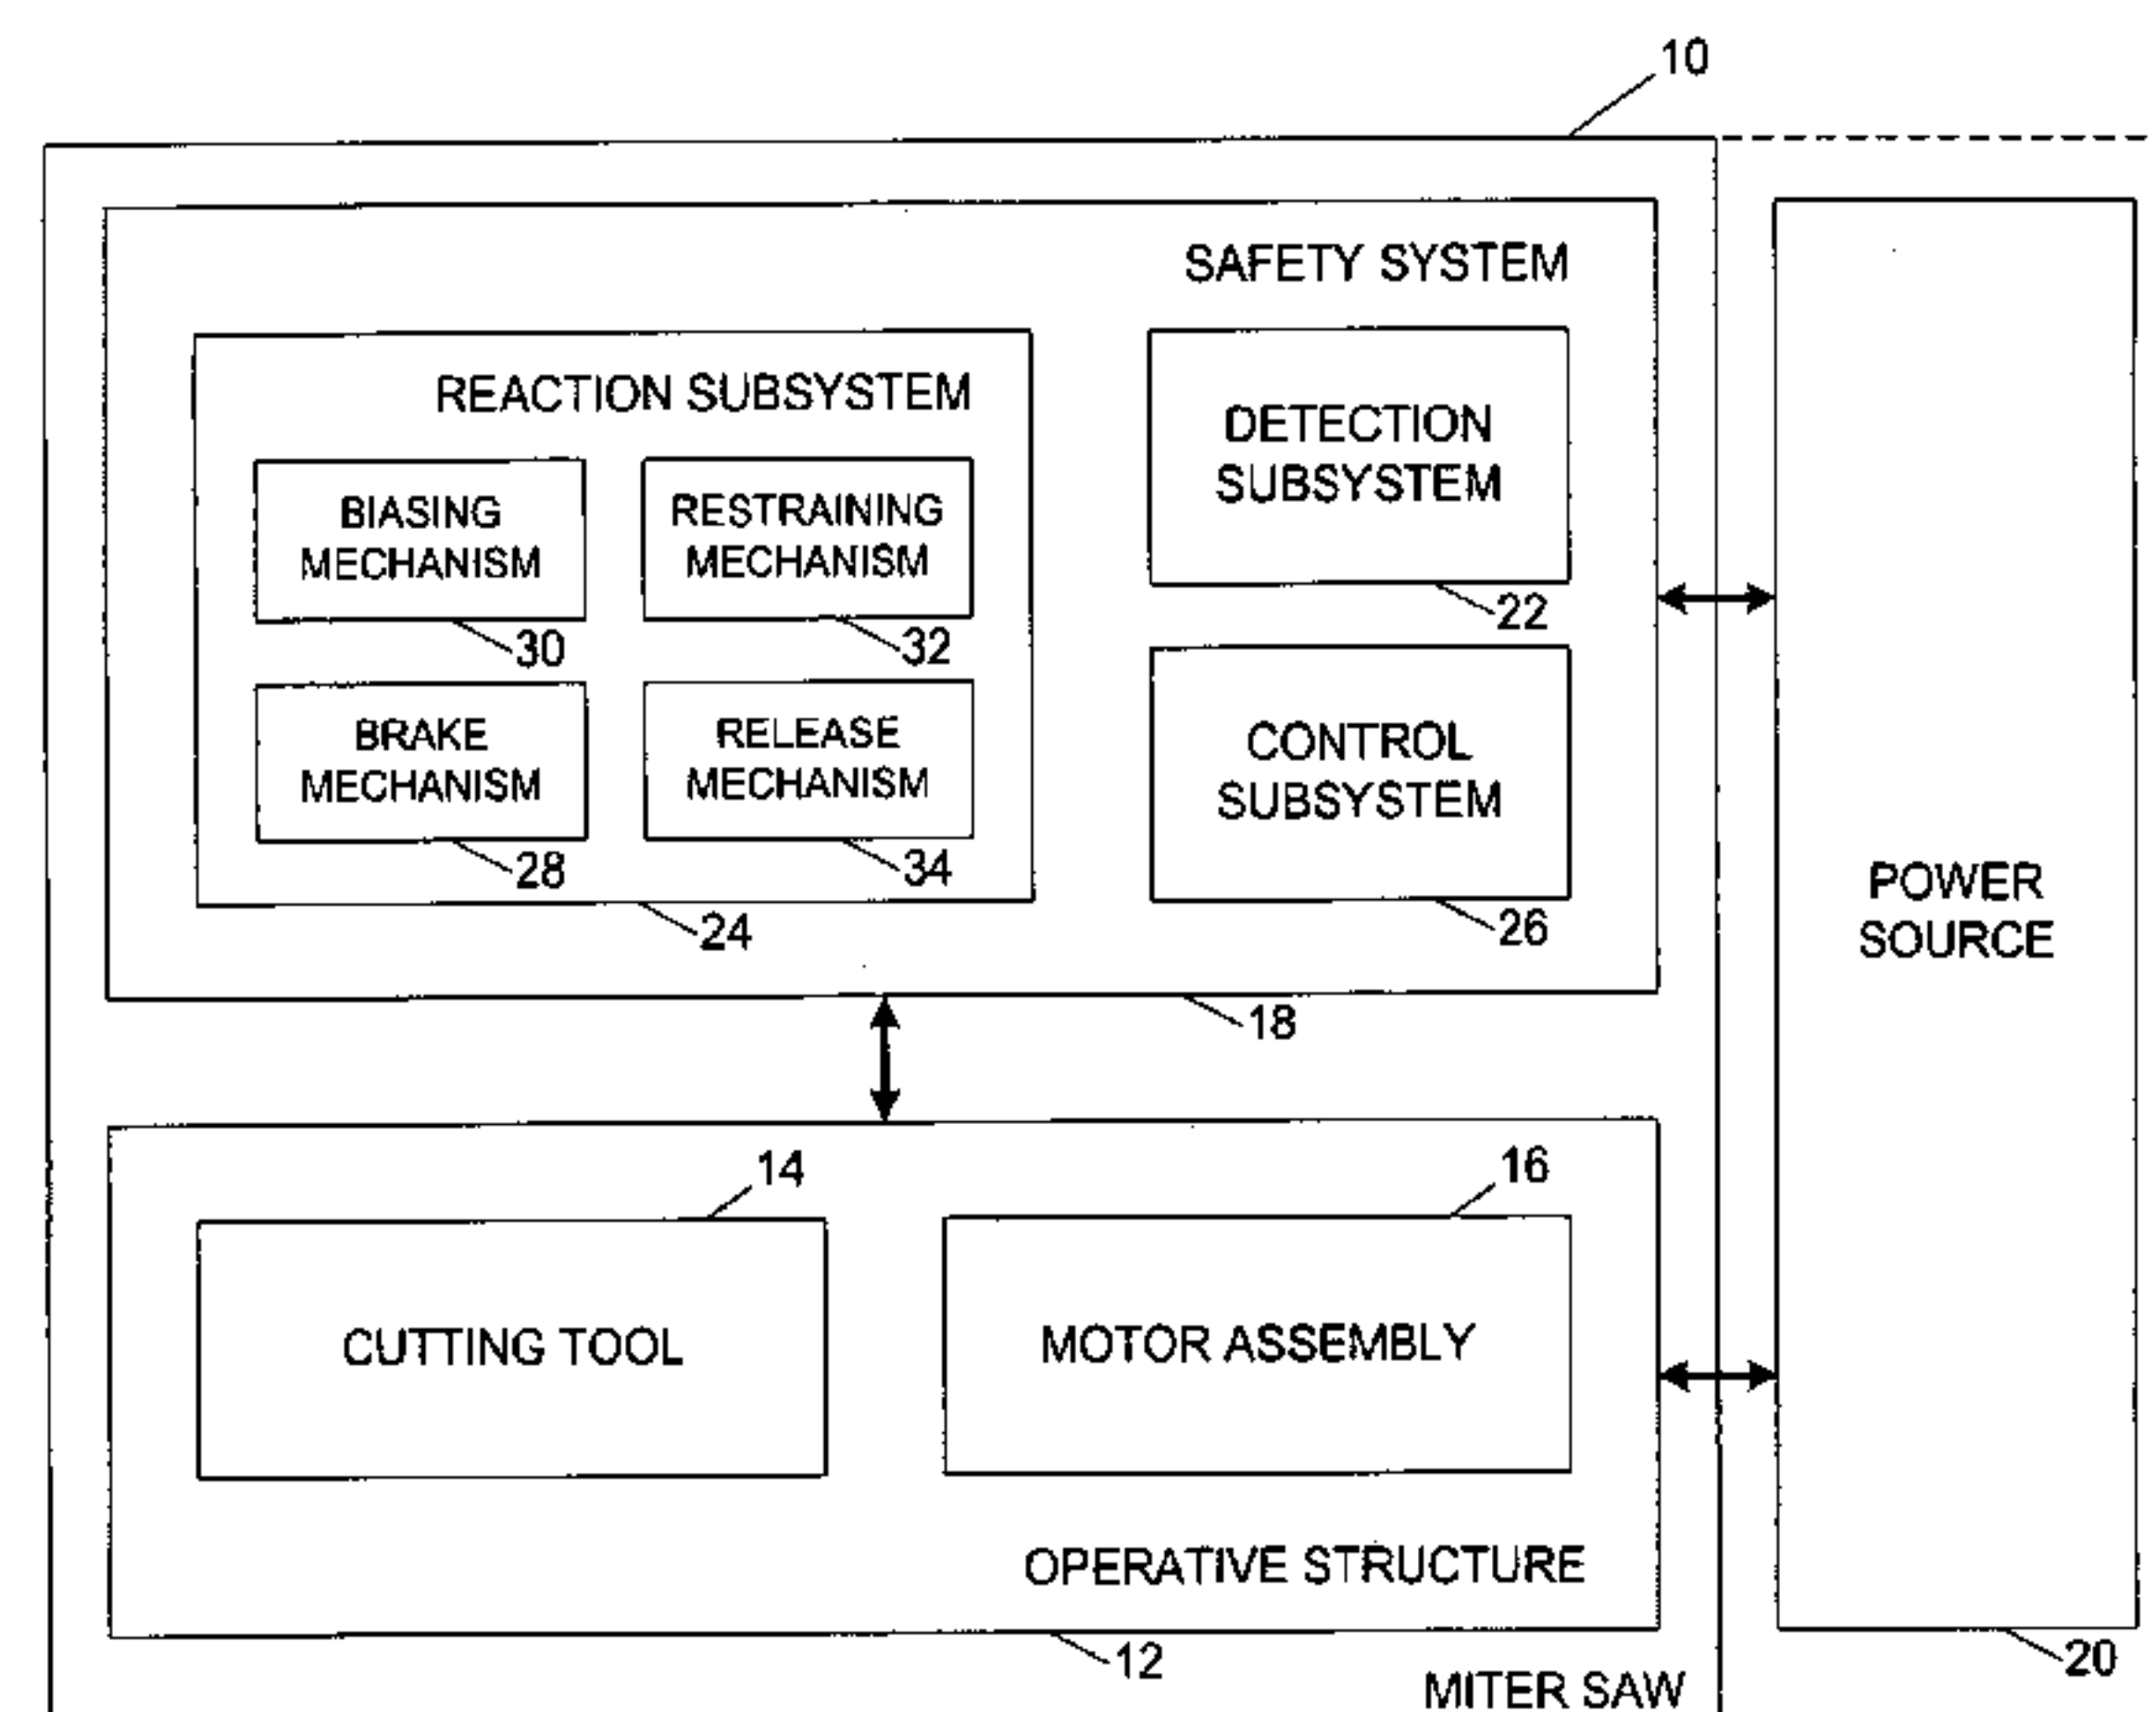 10
SAFETY SYSTEM
REACTION SUBSYSTEM
DETECTION
SUBSYSTEM
22
BIASING
MECHANISM
30
RESTRAINING
MECHANISM
32
BRAKE
MECHANISM
28
RELEASE
MECHANISM
34
24
CONTROL
SUBSYSTEM
26
18
POWER
SOURCE
20
14
CUTTING TOOL
16
MOTOR ASSEMBLY
OPERATIVE STRUCTURE
12
MITER SAW